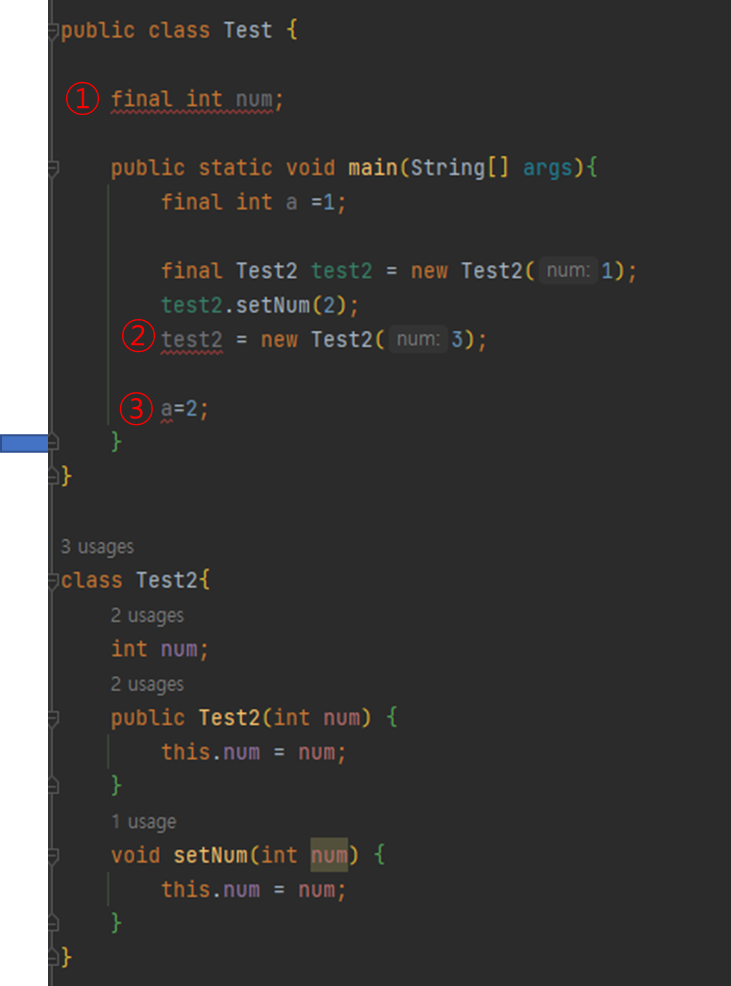 public class Test {
① final int num;
public static void main(String[] args){
final int a =1;
final Test2 test2 = new Test2( num: 1);
test2.setNum(2);
② test2 = new Test2( num: 3);
③ a=2;
}
}
3 usages
class Test2{
2 usages
int num;
2 usages
public Test2(int num) {
this.num = num;
}
1 usage
void setNum(int num) {
this.num = num;
}
}